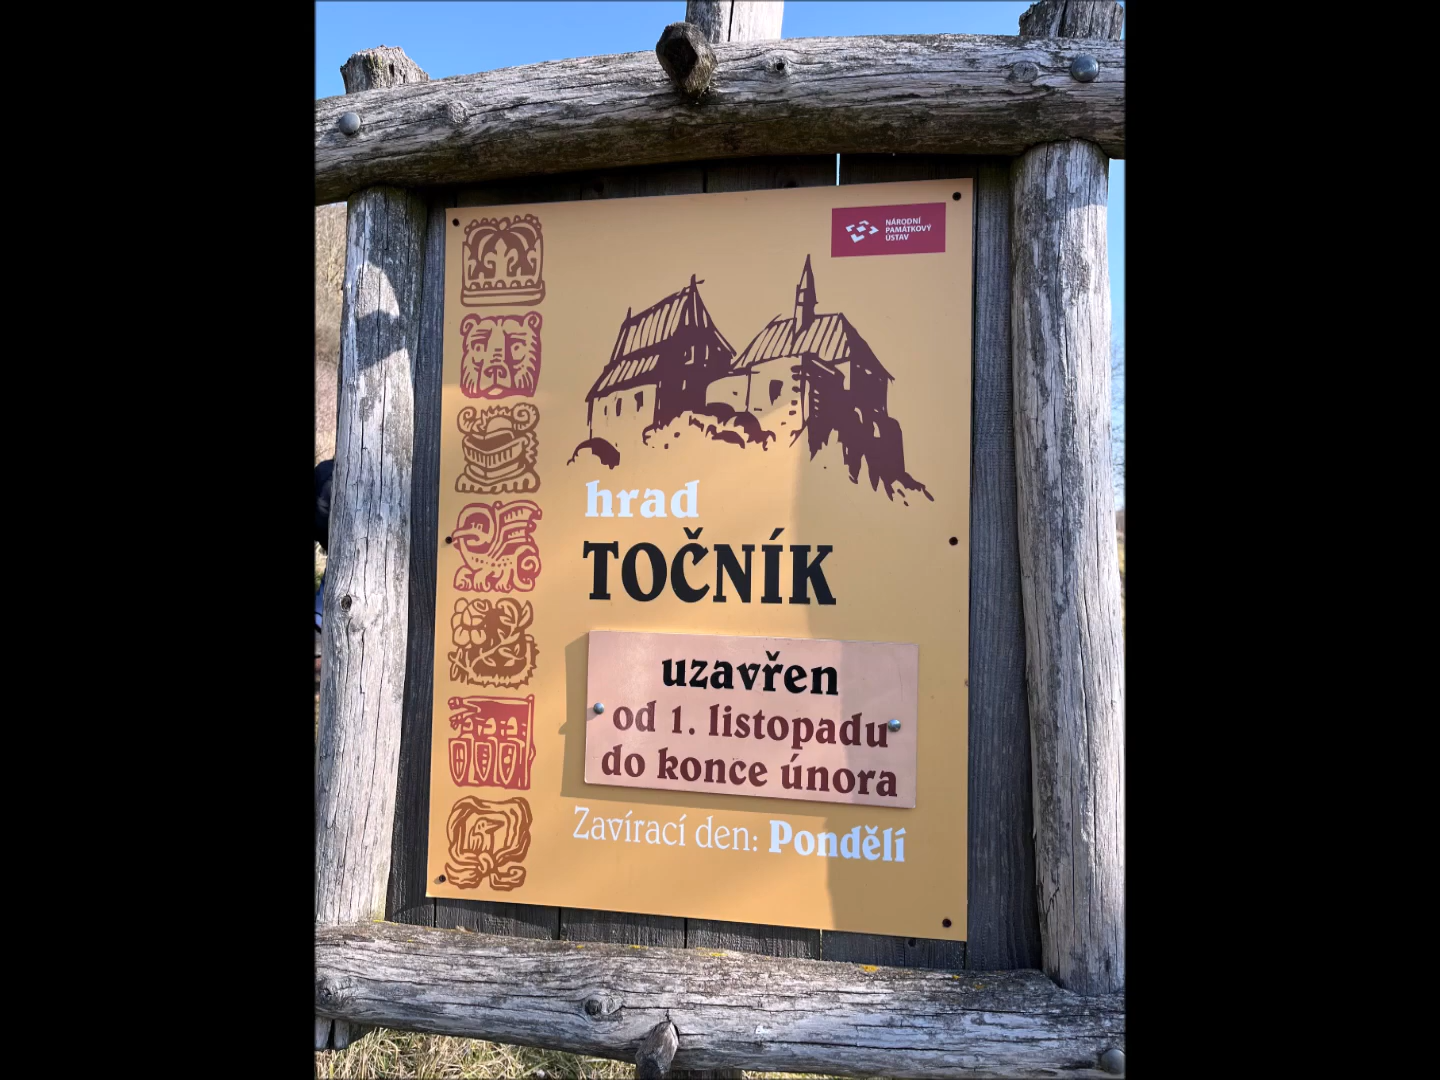 NÁRODNÍ
PAMÁTKOVÝ
ÚSTAV
hrad
TOČNÍK
uzavřen
od 1. listopadu
do konce února
Zavírací den: Pondělí